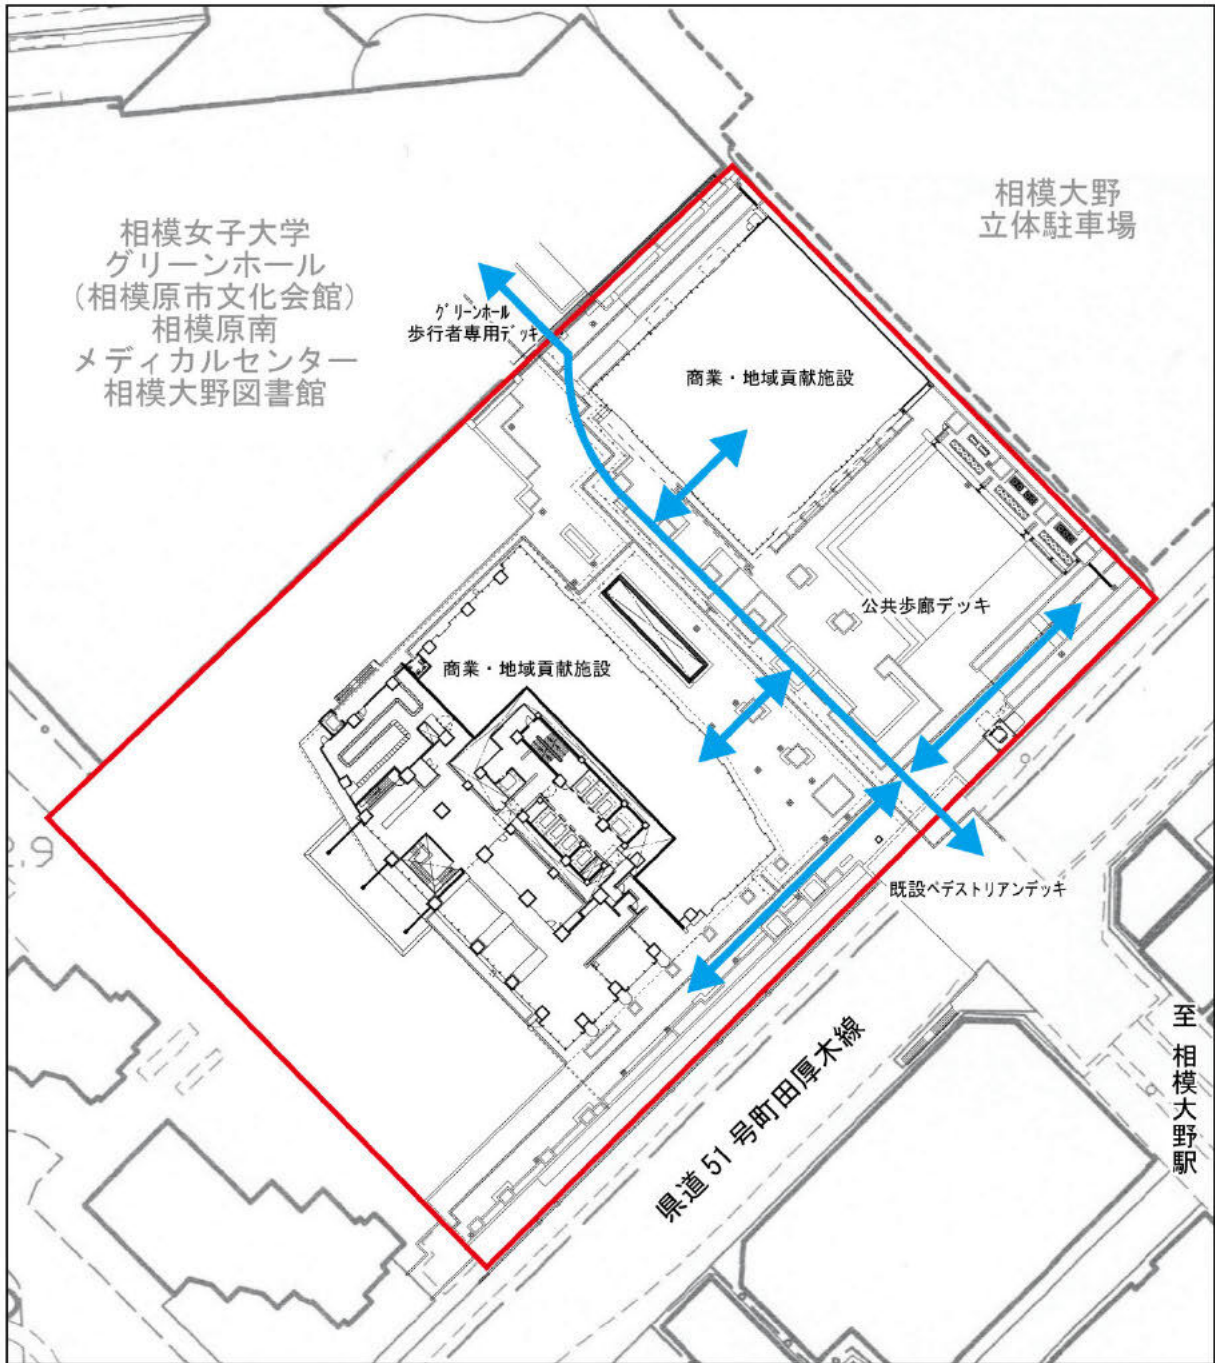 相模女子大学
グリーンホール
（相模原市文化会館）
相模原南
メディカルセンター
相模大野図書館
相模大野
立体駐車場
グリーンホール
歩行者専用デッキ
商業・地域貢献施設
公共歩廊デッキ
商業・地域貢献施設
既設ペデストリアンデッキ
県道51号町田厚木線
至 相模大野駅